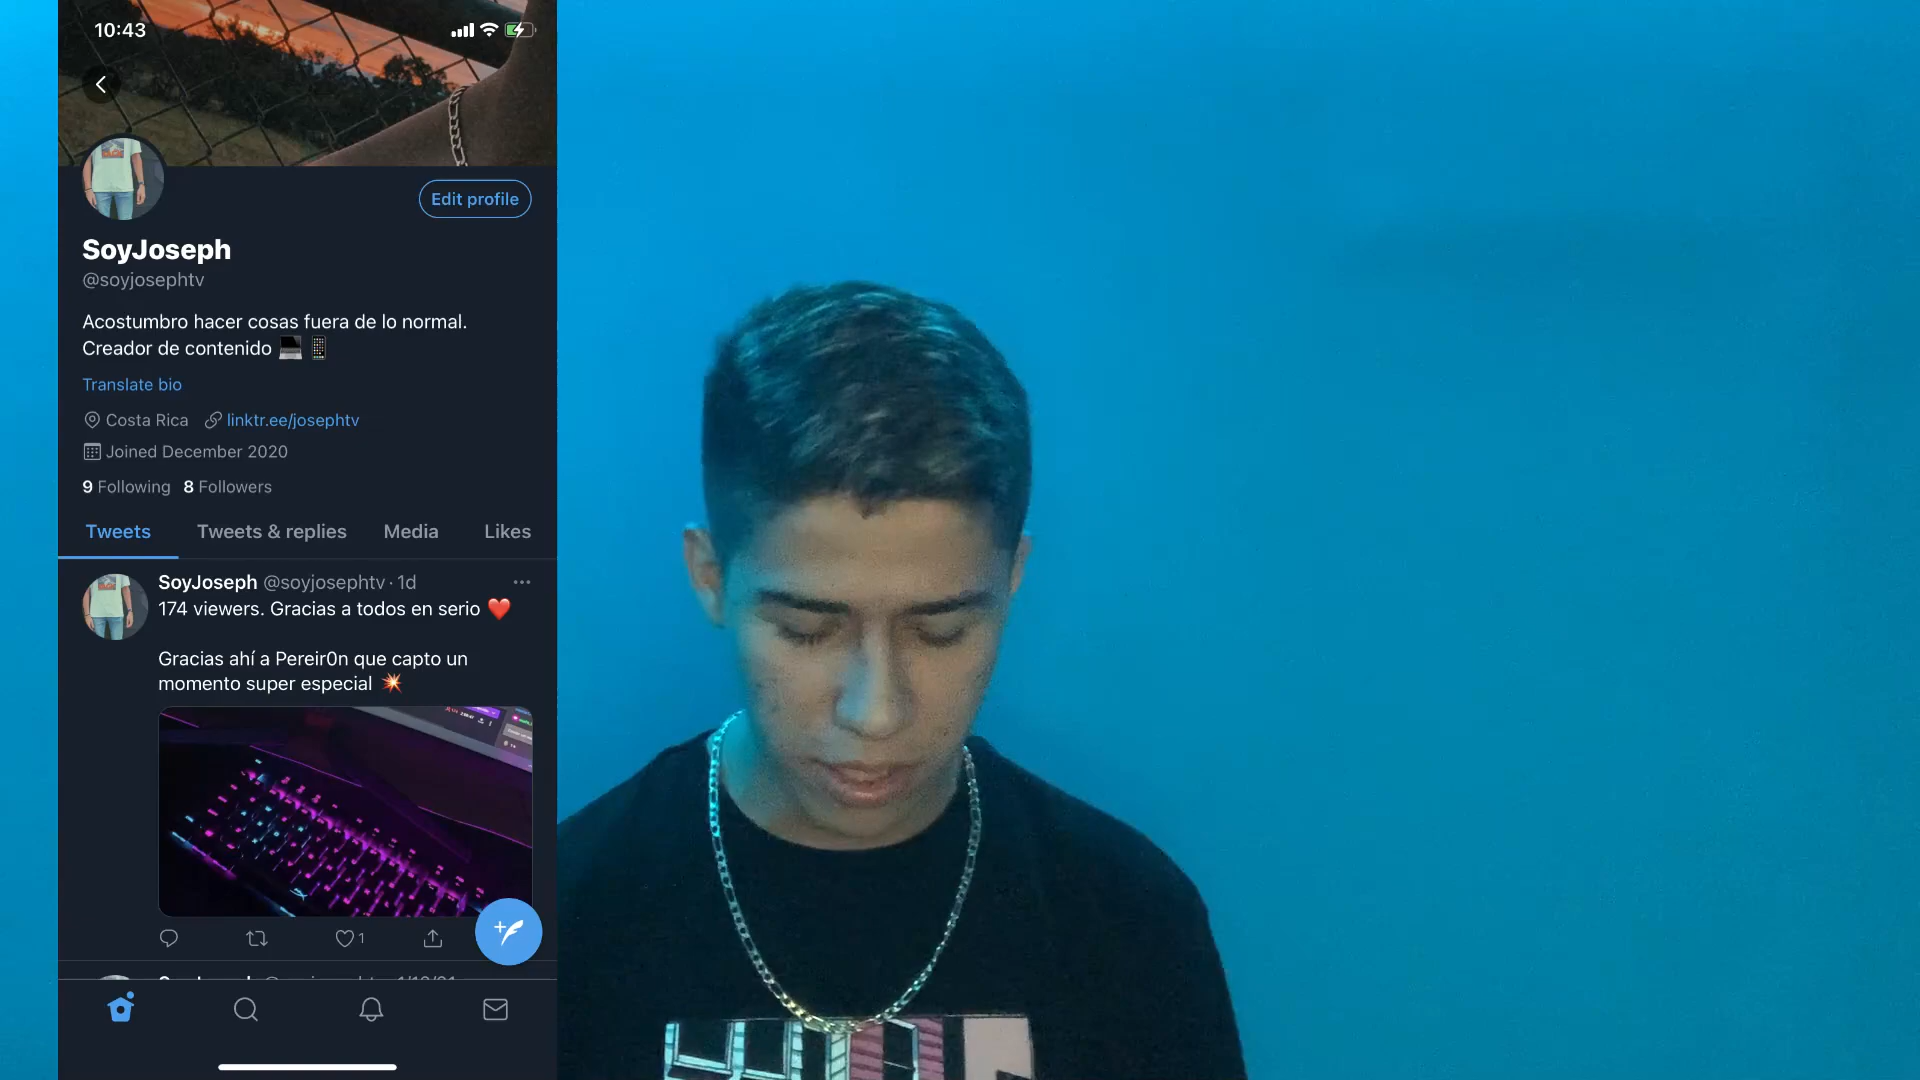 10:43
Edit profile
SoyJoseph
@soyjosephtv
Acostumbro hacer cosas fuera de lo normal.
Creador de contenido 💻 📱
Translate bio
Costa Rica linktr.ee/josephtv
Joined December 2020
9 Following 8 Followers
Tweets Tweets & replies Media Likes
SoyJoseph @soyjosephtv · 1d
174 viewers. Gracias a todos en serio ❤️
Gracias ahí a Pereir0n que capto un
momento super especial 💥
1